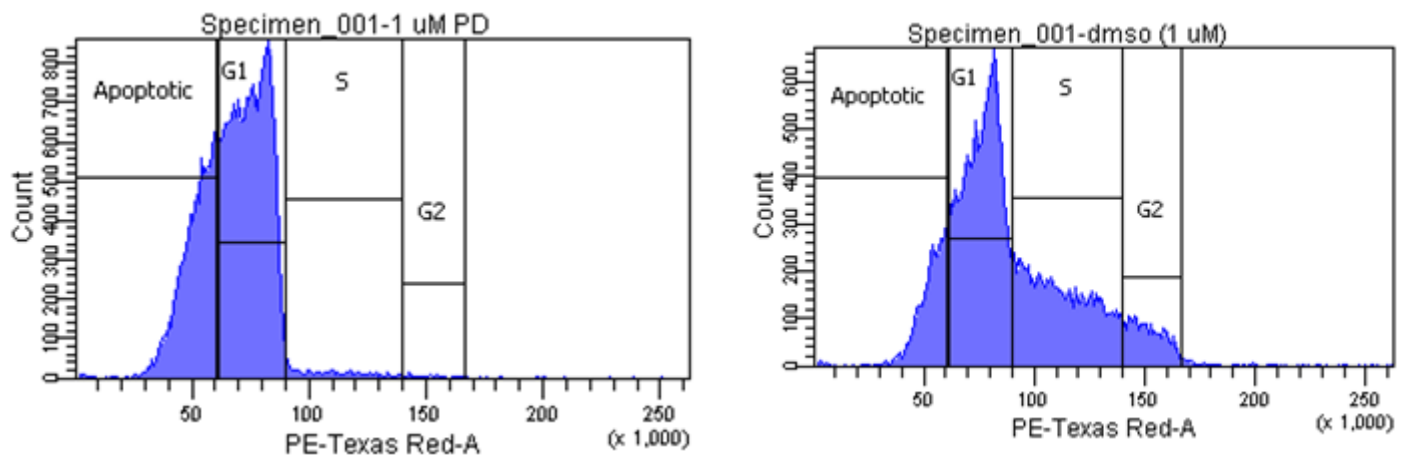 Specimen_001-1 uM PD
Apoptotic
G1
S
G2
Count
0 100 200 300 400 500 600 700 800
50 100 150 200 250
(x 1,000)
PE-Texas Red-A
Specimen_001-dmso (1 uM)
Apoptotic
G1
S
G2
Count
0 100 200 300 400 500 600
50 100 150 200 250
(x 1,000)
PE-Texas Red-A